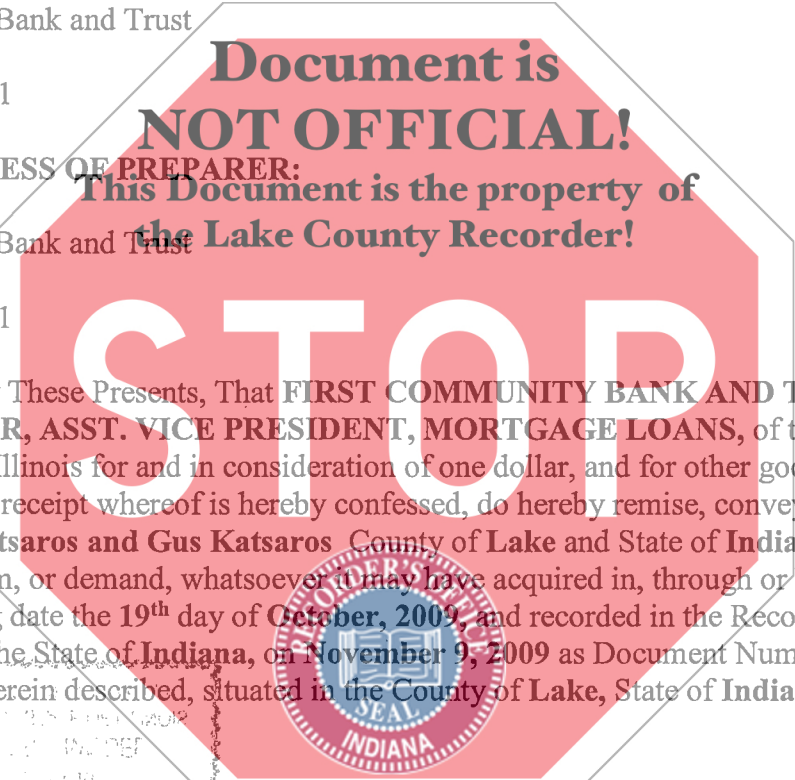 Bank and Trust
Document is
1
NOT OFFICIAL!
ESS OF PREPARER:
This Document is the property of
Bank and Trust
the Lake County Recorder!
1
STOP
These Presents, That FIRST COMMUNITY BANK AND T
R, ASST. VICE PRESIDENT, MORTGAGE LOANS, of t
Illinois for and in consideration of one dollar, and for other goo
receipt whereof is hereby confessed, do hereby remise, convey
tsaros and Gus Katsaros County of Lake and State of India
n, or demand, whatsoever it may have acquired in, through or
date the 19th day of October, 2009, and recorded in the Reco
he State of Indiana, on November 9, 2009 as Document Num
erein described, situated in the County of Lake, State of India
RECORDER'S OFFICE
SEAL
INDIANA